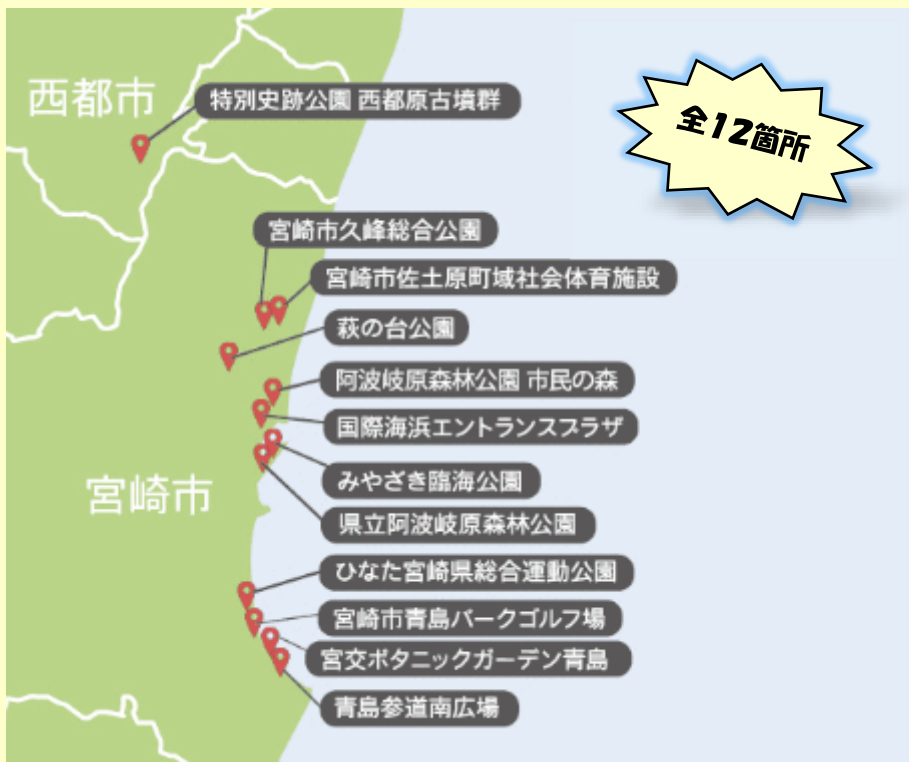 西都市
特別史跡公園 西都原古墳群
全12箇所
宮崎市久峰総合公園
宮崎市佐土原町域社会体育施設
萩の台公園
阿波岐原森林公園 市民の森
国際海浜エントランスプラザ
みやざき臨海公園
宮崎市
県立阿波岐原森林公園
ひなた宮崎県総合運動公園
宮崎市青島パークゴルフ場
宮交ボタニックガーデン青島
青島参道南広場